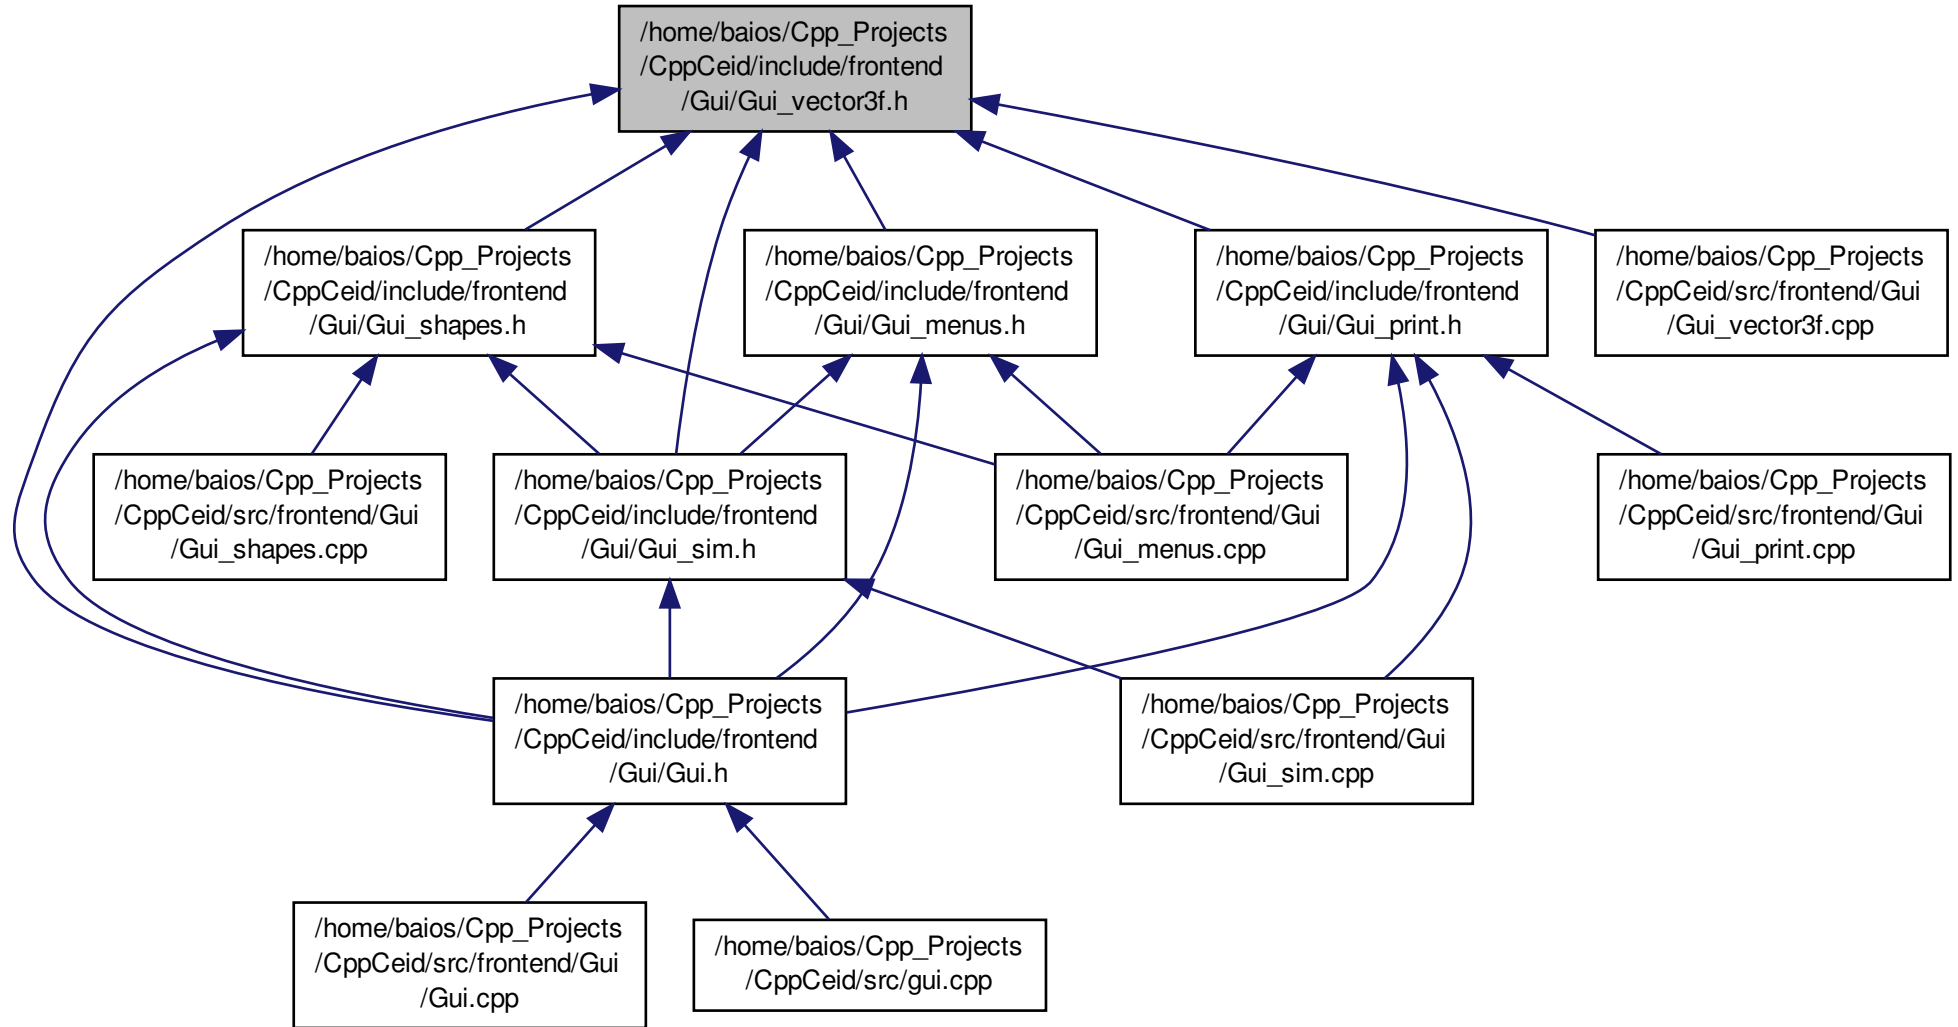 /home/baios/Cpp_Projects
/CppCeid/include/frontend
/Gui/Gui_vector3f.h
/home/baios/Cpp_Projects
/CppCeid/include/frontend
/Gui/Gui_shapes.h
/home/baios/Cpp_Projects
/CppCeid/include/frontend
/Gui/Gui_menus.h
/home/baios/Cpp_Projects
/CppCeid/include/frontend
/Gui/Gui_print.h
/home/baios/Cpp_Projects
/CppCeid/src/frontend/Gui
/Gui_vector3f.cpp
/home/baios/Cpp_Projects
/CppCeid/src/frontend/Gui
/Gui_shapes.cpp
/home/baios/Cpp_Projects
/CppCeid/include/frontend
/Gui/Gui_sim.h
/home/baios/Cpp_Projects
/CppCeid/src/frontend/Gui
/Gui_menus.cpp
/home/baios/Cpp_Projects
/CppCeid/src/frontend/Gui
/Gui_print.cpp
/home/baios/Cpp_Projects
/CppCeid/include/frontend
/Gui/Gui.h
/home/baios/Cpp_Projects
/CppCeid/src/frontend/Gui
/Gui_sim.cpp
/home/baios/Cpp_Projects
/CppCeid/src/frontend/Gui
/Gui.cpp
/home/baios/Cpp_Projects
/CppCeid/src/gui.cpp